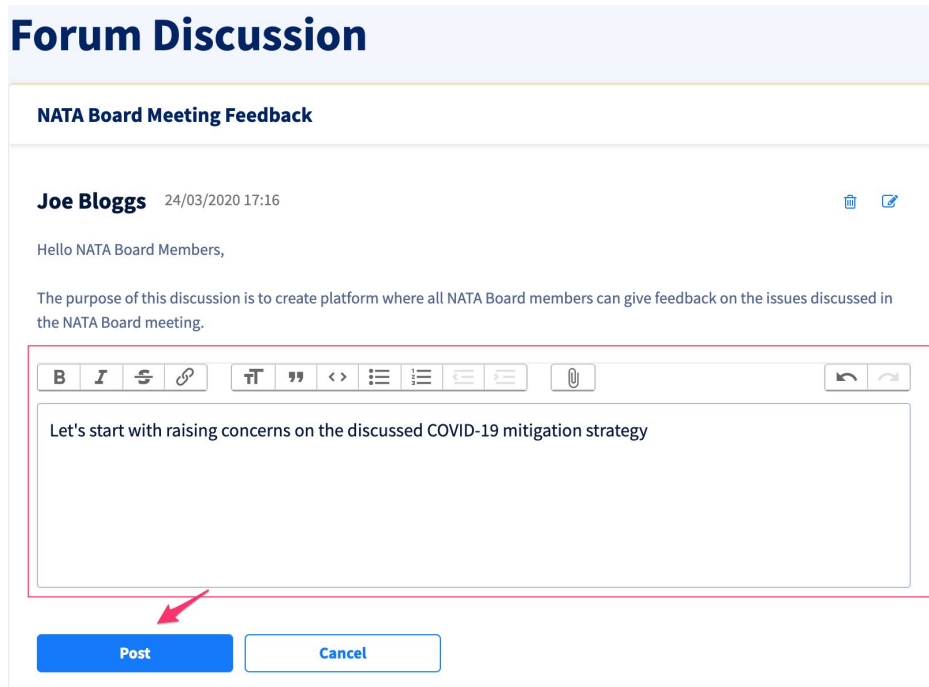 Forum Discussion
NATA Board Meeting Feedback
Joe Bloggs 24/03/2020 17:16
Hello NATA Board Members,
The purpose of this discussion is to create platform where all NATA Board members can give feedback on the issues discussed in
the NATA Board meeting.
Let's start with raising concerns on the discussed COVID-19 mitigation strategy
Post Cancel